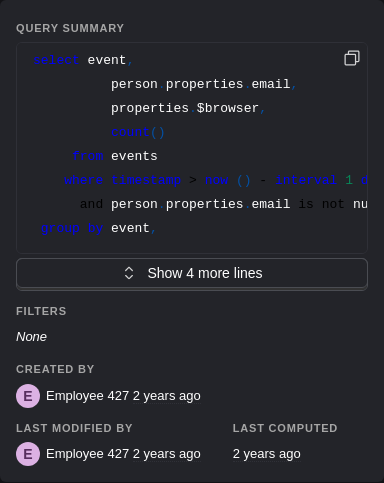 QUERY SUMMARY
select event,
person.properties.email,
properties.$browser,
count()
from events
where timestamp > now () - interval 1
and person.properties.email is not nu
group by event,
Show 4 more lines
FILTERS
None
CREATED BY
E Employee 427 2 years ago
LAST MODIFIED BY LAST COMPUTED
E Employee 427 2 years ago 2 years ago